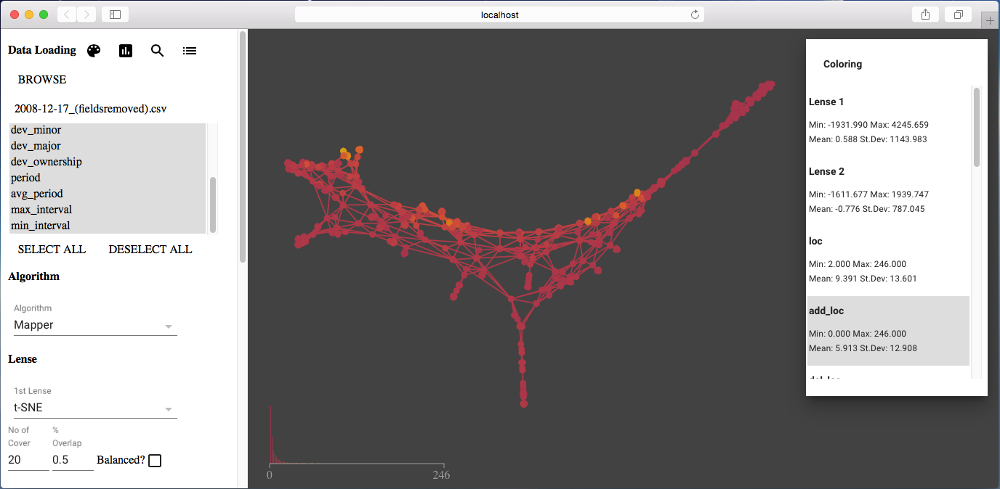 localhost
Data Loading
BROWSE
2008-12-17_(fieldsremoved).csv
dev_minor
dev_major
dev_ownership
period
avg_period
max_interval
min_interval
SELECT ALL DESELECT ALL
Algorithm
Algorithm
Mapper
Lense
1st Lense
t-SNE
No of %
Cover Overlap
20 0.5 Balanced?
0 246
Coloring
Lense 1
Min: -1931.990 Max: 4245.659
Mean: 0.588 St.Dev: 1143.983
Lense 2
Min: -1611.677 Max: 1939.747
Mean: -0.776 St.Dev: 787.045
loc
Min: 2.000 Max: 246.000
Mean: 9.391 St.Dev: 13.601
add_loc
Min: 0.000 Max: 246.000
Mean: 5.913 St.Dev: 12.908